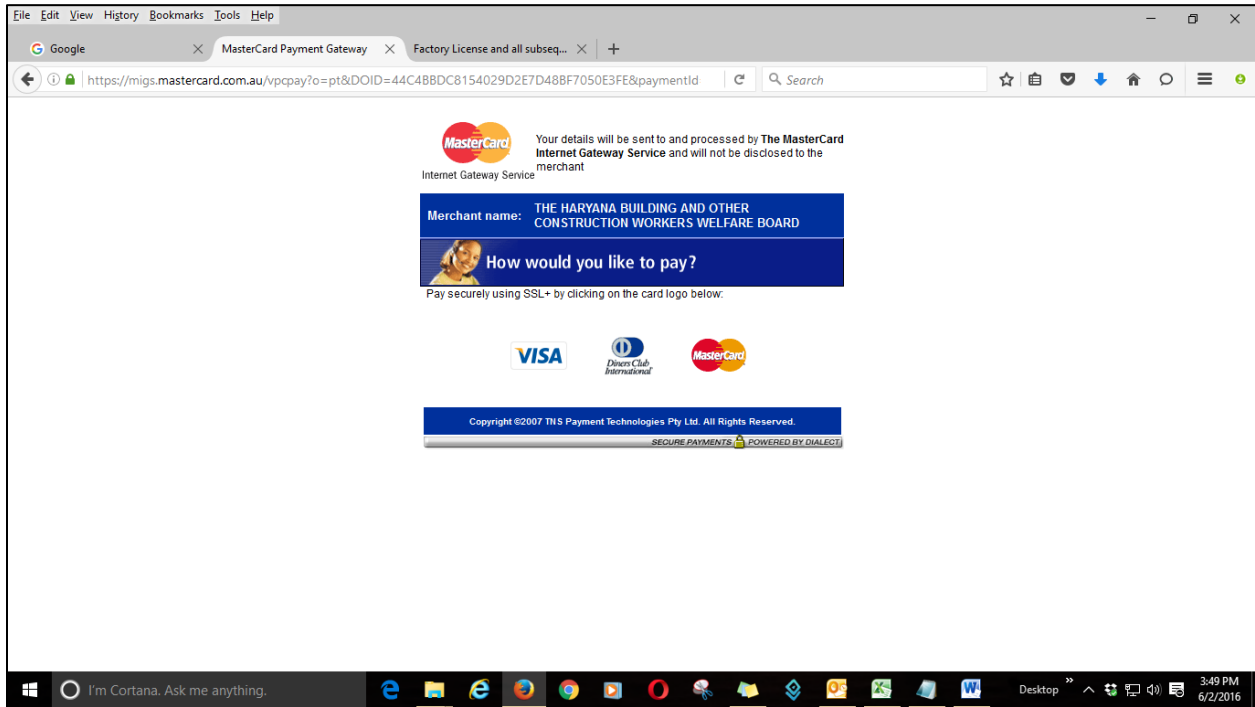 File Edit View History Bookmarks Tools Help
Google
MasterCard Payment Gateway
Factory License and all subseq...
https://migs.mastercard.com.au/vpcpay?o=pt&DOID=44C4BBDC8154029D2E7D48BF7050E3FE&paymentId
Search
MasterCard
Internet Gateway Service
Your details will be sent to and processed by The MasterCard
Internet Gateway Service and will not be disclosed to the
merchant
Merchant name:
THE HARYANA BUILDING AND OTHER
CONSTRUCTION WORKERS WELFARE BOARD
How would you like to pay?
Pay securely using SSL+ by clicking on the card logo below:
VISA
Diners Club
International
MasterCard
Copyright ©2007 TNS Payment Technologies Pty Ltd. All Rights Reserved.
SECURE PAYMENTS POWERED BY DIALECT
I'm Cortana. Ask me anything.
Desktop
3:49 PM
6/2/2016